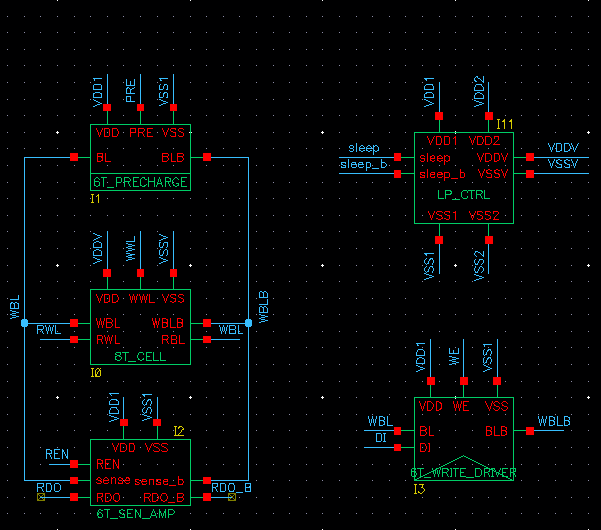 VDD1 PRE VSS1
VDD PRE VSS
BL BLB
6T_PRECHARGE
I1
VDDV WWL VSSV
VDD WWL VSS
WBL WBLB
WBL WBLB
RWL WBL
RWL RBL
8T_CELL
I0
VDD1 VSS1 I2
VDD VSS
REN
REN
sense sense_b
RDO RDO_B
RDO RDO_B
6T_SEN_AMP
VDD1 VDD2
I11
VDD1 VDD2
sleep VDDV
sleep VDDV
sleep_b VSSV
sleep_b VSSV
LP_CTRL
VSS1 VSS2
VSS1 VSS2
VDD1 WE VSS1
VDD WE VSS
WBL WBLB
BL BLB
DI
DI
6T_WRITE_DRIVER
I3